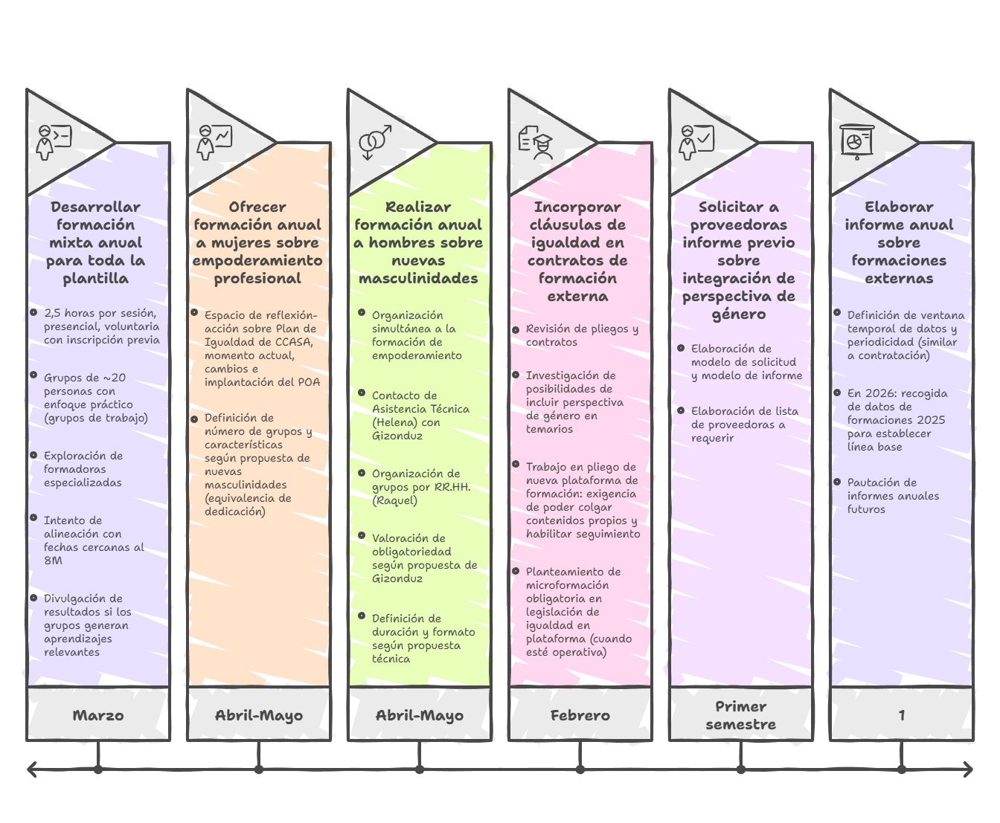 Desarrollar
formación
mixta anual
para toda la
plantilla
2,5 horas por sesión,
presencial, voluntaria
con inscripción previa
Grupos de ~20
personas con
enfoque práctico
(grupos de trabajo)
Exploración de
formadoras
especializadas
Intento de
alineación con
fechas cercanas al
8M
Divulgación de
resultados si los
grupos generan
aprendizajes
relevantes
Marzo
Ofrecer
formación anual
a mujeres sobre
empoderamiento
profesional
Espacio de reflexión-
acción sobre Plan de
Igualdad de CCASA,
momento actual,
cambios e
implantación del POA
Definición de
número de grupos y
características
según propuesta de
nuevas
masculinidades
(equivalencia de
dedicación)
Abril-Mayo
Realizar
formación anual
a hombres sobre
nuevas
masculinidades
Organización
simultánea a la
formación de
empoderamiento
Contacto de
Asistencia Técnica
(Helena) con
Gizonduz
Organización de
grupos por RR.HH.
(Raquel)
Valoración de
obligatoriedad
según propuesta de
Gizonduz
Definición de
duración y formato
según propuesta
técnica
Abril-Mayo
Incorporar
cláusulas de
igualdad en
contratos de
formación
externa
Revisión de pliegos y
contratos
Investigación de
posibilidades de
incluir perspectiva
de género en
temarios
Trabajo en pliego de
nueva plataforma de
formación: exigencia
de poder colgar
contenidos propios y
habilitar seguimiento
Planteamiento de
microformación
obligatoria en
legislación de
igualdad en
plataforma (cuando
esté operativa)
Febrero
Solicitar a
proveedoras
informe previo
sobre
integración de
perspectiva de
género
Elaboración de
modelo de solicitud
y modelo de informe
Elaboración de lista
de proveedoras a
requerir
Primer
semestre
Elaborar
informe anual
sobre
formaciones
externas
Definición de ventana
temporal de datos y
periodicidad (similar
a contratación)
En 2026: recogida
de datos de
formaciones 2025
para establecer
línea base
Pautación de
informes anuales
futuros
1